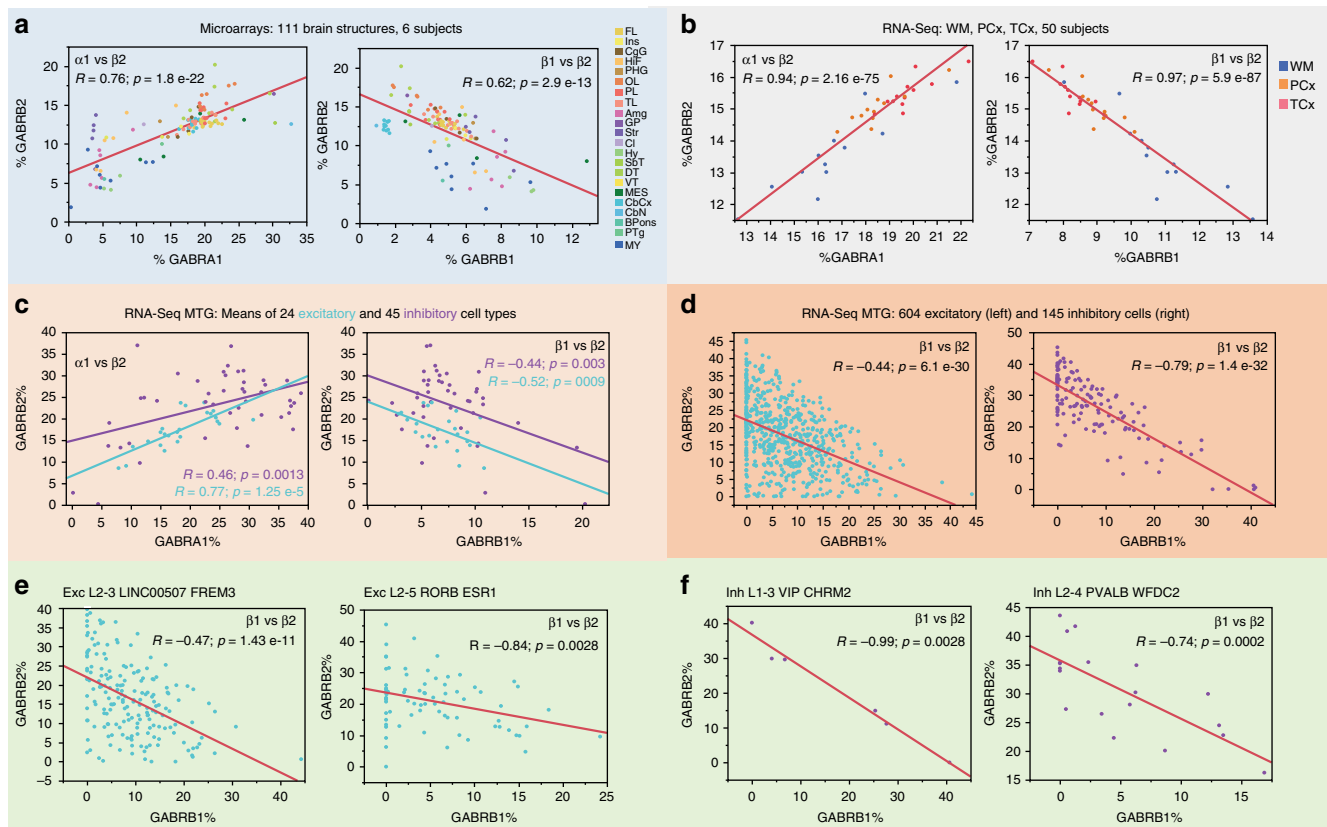 a
Microarrays: 111 brain structures, 6 subjects
α1 vs β2
R = 0.76; p = 1.8 e-22
% GABRB2
20
15
10
5
0
0 5 10 15 20 25 30 35
% GABRA1
β1 vs β2
R = 0.62; p = 2.9 e-13
% GABRB2
20
15
10
5
0
0 2 4 6 8 10 12
% GABRB1
FL
Ins
CgG
HiF
PHG
OL
PL
TL
Amg
GP
Str
Cl
Hy
SbT
DT
VT
MES
CbCx
CbN
BPons
PTg
MY
b
RNA-Seq: WM, PCx, TCx, 50 subjects
α1 vs β2
R = 0.94; p = 2.16 e-75
%GABRB2
17
16
15
14
13
12
13 14 15 16 17 18 19 20 21 22
%GABRA1
β1 vs β2
R = 0.97; p = 5.9 e-87
%GABRB2
17
16
15
14
13
12
7 8 9 10 11 12 13 14
%GABRB1
WM
PCx
TCx
c
RNA-Seq MTG: Means of 24 excitatory and 45 inhibitory cell types
α1 vs β2
R = 0.46; p = 0.0013
R = 0.77; p = 1.25 e-5
GABRB2%
40
35
30
25
20
15
10
5
0
0 5 10 15 20 25 30 35 40
GABRA1%
β1 vs β2
R = –0.44; p = 0.003
R = –0.52; p = 0009
GABRB2%
40
35
30
25
20
15
10
5
0
0 5 10 15 20
GABRB1%
d
RNA-Seq MTG: 604 excitatory (left) and 145 inhibitory cells (right)
β1 vs β2
R = –0.44; p = 6.1 e-30
GABRB2%
45
40
35
30
25
20
15
10
5
0
0 5 10 15 20 25 30 35 40 45
GABRB1%
β1 vs β2
R = –0.79; p = 1.4 e-32
GABRB2%
50
40
30
20
10
0
0 10 20 30 40
GABRB1%
e
Exc L2-3 LINC00507 FREM3
β1 vs β2
R = –0.47; p = 1.43 e-11
GABRB2%
40
35
30
25
20
15
10
5
0
–5
0 10 20 30 40
GABRB1%
Exc L2-5 RORB ESR1
β1 vs β2
R = –0.84; p = 0.0028
GABRB2%
50
40
30
20
10
0
0 5 10 15 20 25
GABRB1%
f
Inh L1-3 VIP CHRM2
β1 vs β2
R = –0.99; p = 0.0028
GABRB2%
40
30
20
10
0
0 10 20 30 40
GABRB1%
Inh L2-4 PVALB WFDC2
β1 vs β2
R = –0.74; p = 0.0002
GABRB2%
45
40
35
30
25
20
15
0 5 10 15
GABRB1%